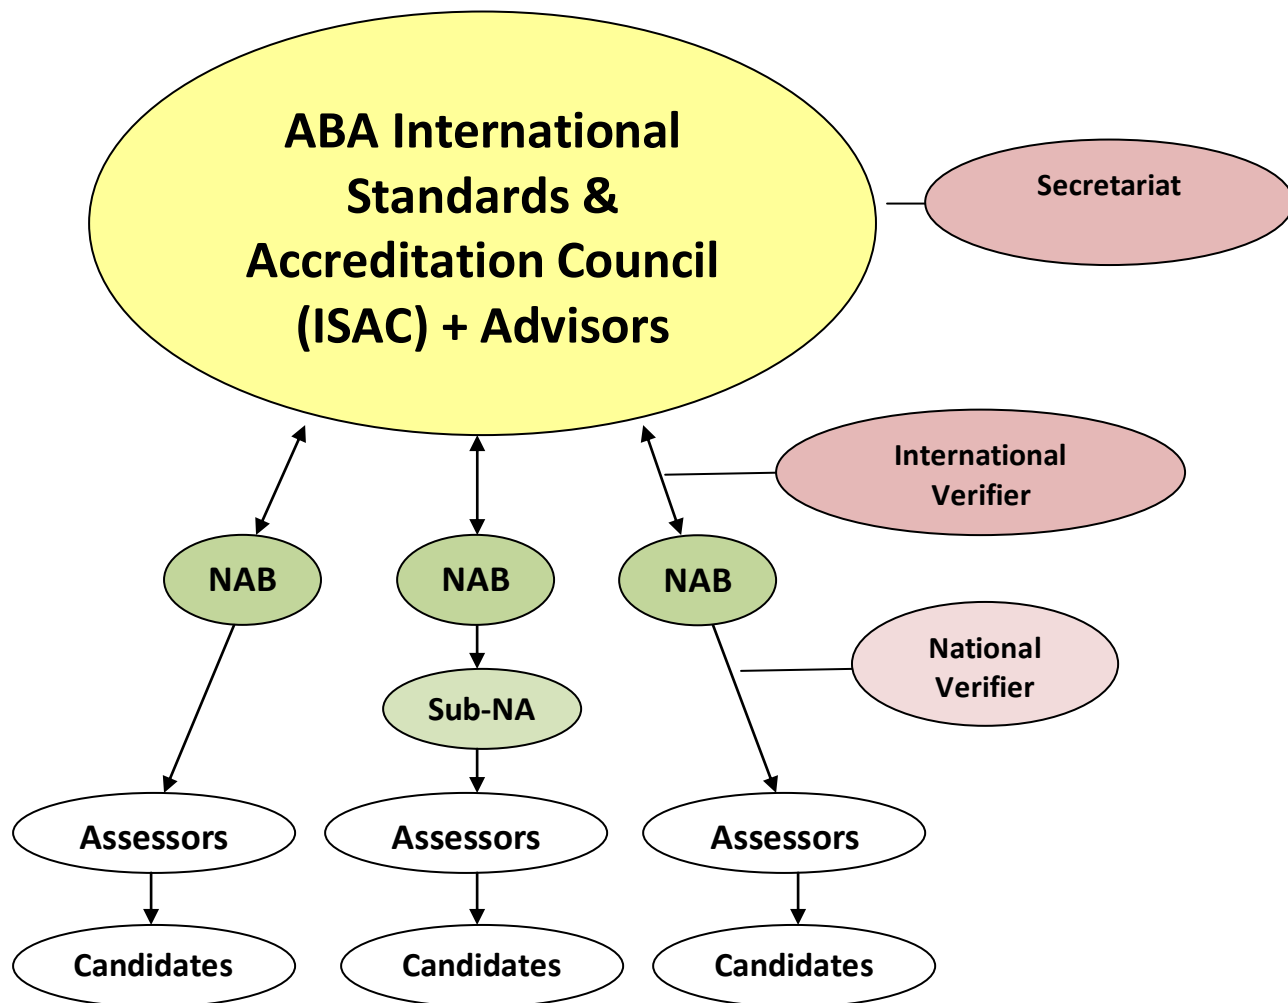 ABA International
Standards &
Accreditation Council
(ISAC) + Advisors
Secretariat
International
Verifier
NAB
NAB
NAB
National
Verifier
Sub-NA
Assessors
Assessors
Assessors
Candidates
Candidates
Candidates